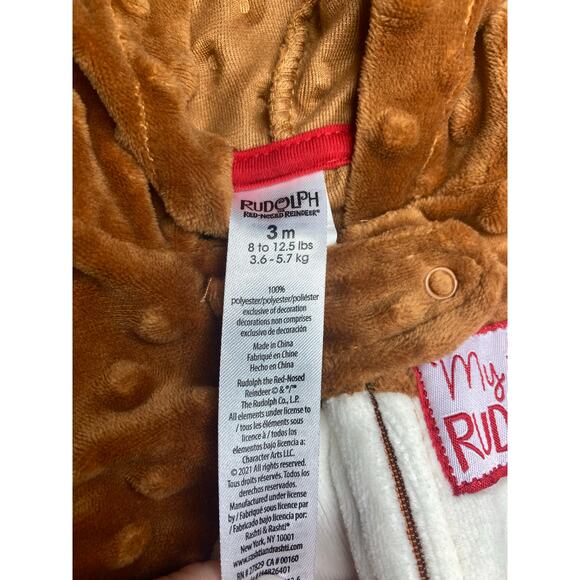 RUDOLPH
THE
RED-NOSED REINDEER®
3 m
8 to 12.5 lbs
3.6 - 5.7 kg
100%
polyester/polyester/poliéster
exclusive of decoration
décorations non comprises
exclusivo de decoración
Made in China
Fabriqué en Chine
Hecho en China
Rudolph the Red-Nosed
Reindeer © & ®/™
The Rudolph Co., L.P.
All elements under license to
/ tous les éléments sous
licence à / todos los
elementos bajo licencia a:
Character Arts LLC.
© 2021 All rights reserved.
Tous droits réservés. Todos los
derechos reservados.
Manufactured under license
by / Fabriqué sous licence par
/ Fabricado bajo licencia por:
Rashti & Rashti®
New York, NY 10001
www.rashtiandrashti.com
RN # 27829 CA # 00160
My
RUD